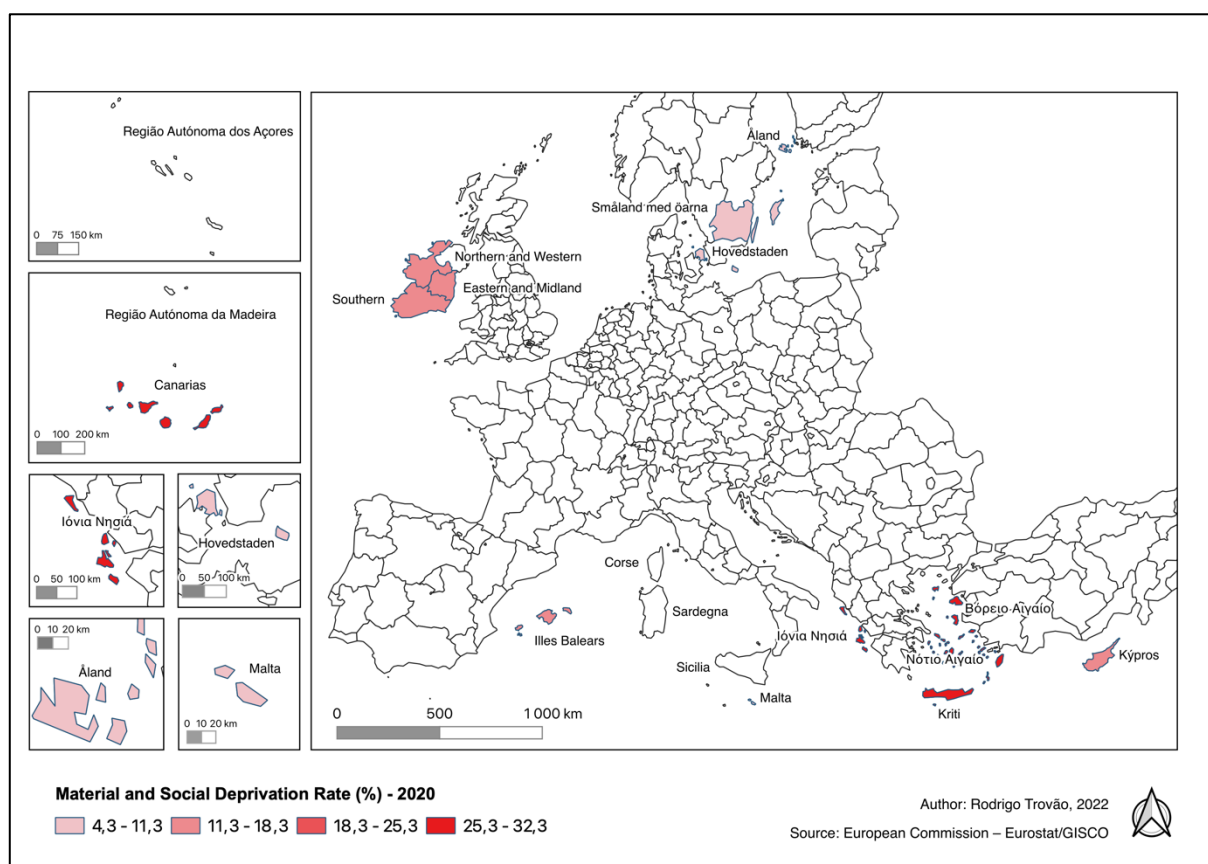 Região Autónoma dos Açores
0 75 150 km
Região Autónoma da Madeira
Canarias
0 100 200 km
Ιόνια Νησιά
0 50 100 km
Hovedstaden
0 50 100 km
0 10 20 km
Åland
Malta
0 10 20 km
Åland
Småland med öarna
Hovedstaden
Northern and Western
Eastern and Midland
Southern
Corse
Sardegna
Illes Balears
Sicilia
Malta
Ιόνια Νησιά
Βόρειο Αιγαίο
Νότιο Αιγαίο
Kýpros
Kriti
0 500 1 000 km
Material and Social Deprivation Rate (%) - 2020
4,3 - 11,3 11,3 - 18,3 18,3 - 25,3 25,3 - 32,3
Author: Rodrigo Trovão, 2022
Source: European Commission – Eurostat/GISCO